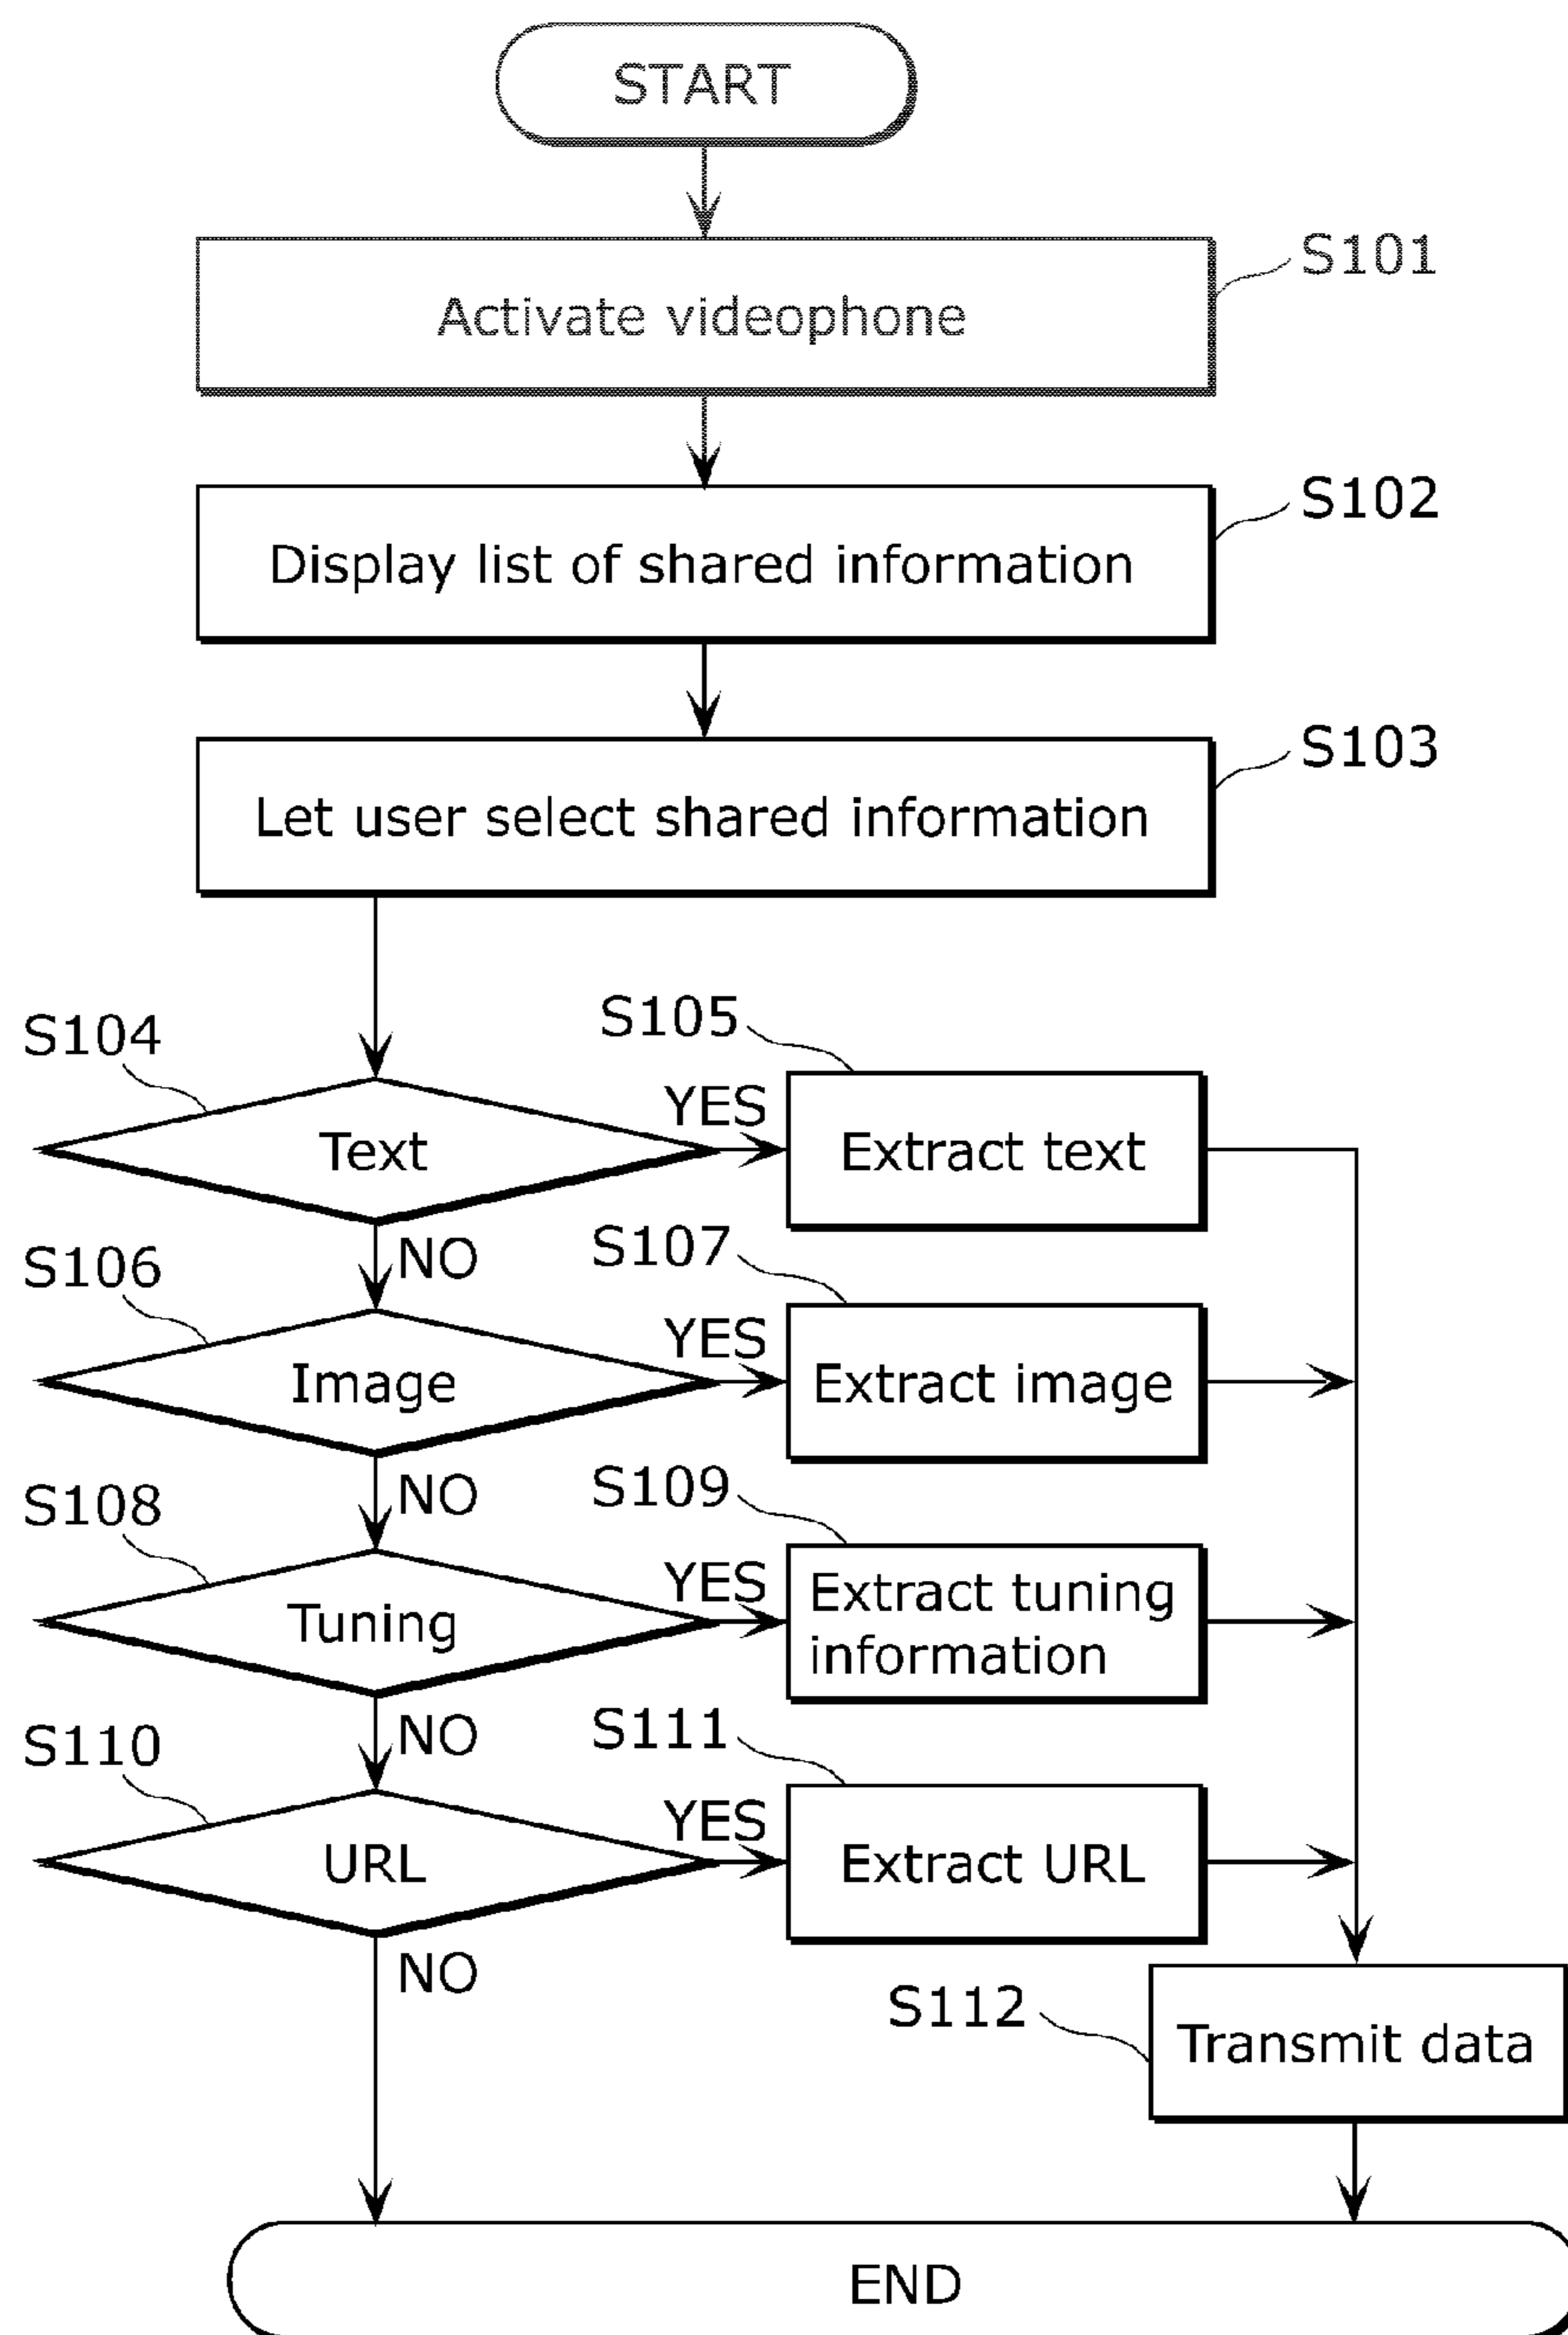 START
S101
Activate videophone
S102
Display list of shared information
S103
Let user select shared information
S104
Text
YES
S105
Extract text
NO
S106
Image
YES
S107
Extract image
NO
S108
Tuning
YES
S109
Extract tuning
information
NO
S110
URL
YES
S111
Extract URL
NO
S112
Transmit data
END